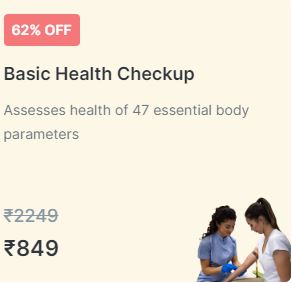 62% OFF
Basic Health Checkup
Assesses health of 47 essential body
parameters
₹2249
₹849